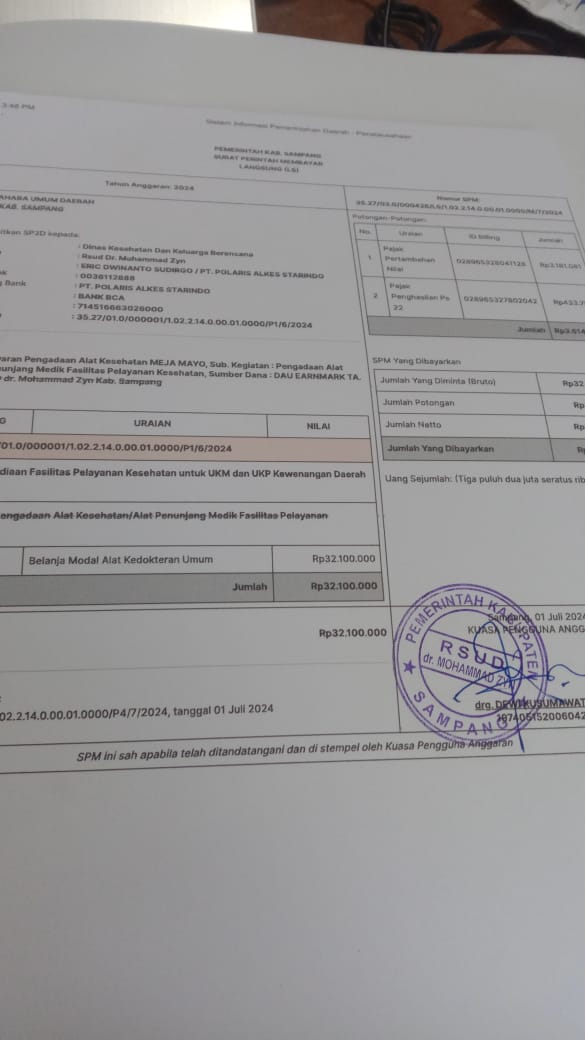 3:48 PM
Sistem Informasi Pemerintahan Daerah - Penatausahaan
PEMERINTAH KAB. SAMPANG
SURAT PERINTAH MEMBAYAR
LANGSUNG (LS)
Tahun Anggaran: 2024
AHARA UMUM DAERAH
KAB. SAMPANG
itkan SP2D kepada:
: Dinas Kesehatan Dan Keluarga Berencana
: Rsud Dr. Muhammad Zyn
: ERIC DWINANTO SUDIRGO / PT. POLARIS ALKES STARINDO
: 0036112888
: PT. POLARIS ALKES STARINDO
g Bank : BANK BCA
: 714516663026000
: 35.27/01.0/000001/1.02.2.14.0.00.01.0000/P1/6/2024
aran Pengadaan Alat Kesehatan MEJA MAYO, Sub. Kegiatan : Pengadaan Alat
unjang Medik Fasilitas Pelayanan Kesehatan, Sumber Dana : DAU EARNMARK TA.
dr. Mohammad Zyn Kab. Sampang
G URAIAN NILAI
/01.0/000001/1.02.2.14.0.00.01.0000/P1/6/2024
diaan Fasilitas Pelayanan Kesehatan untuk UKM dan UKP Kewenangan Daerah
engadaan Alat Kesehatan/Alat Penunjang Medik Fasilitas Pelayanan
Belanja Modal Alat Kedokteran Umum Rp32.100.000
Jumlah Rp32.100.000
Rp32.100.000
02.2.14.0.00.01.0000/P4/7/2024, tanggal 01 Juli 2024
Nomor SPM:
35.27/03.0/000426/LS/1.02.2.14.0.00.01.0000/M/7/2024
Potongan-Potongan:
No. Uraian ID Billing Jumlah
1 Pajak Pertambahan Nilai 028965328041128 Rp3.181.081
2 Pajak Penghasilan Ps 22 028965327802042 Rp433.7
Jumlah Rp3.614
SPM Yang Dibayarkan
Jumlah Yang Diminta (Bruto) Rp32
Jumlah Potongan Rp
Jumlah Netto Rp
Jumlah Yang Dibayarkan R
Uang Sejumlah: (Tiga puluh dua juta seratus rib
Sampang, 01 Juli 2024
KUASA PENGGUNA ANGG
PEMERINTAH KABUPATEN
RSUD
dr. MOHAMMAD ZYN
SAMPANG
drg. DEWI KUSUMAWAT
197405152006042
SPM ini sah apabila telah ditandatangani dan di stempel oleh Kuasa Pengguna Anggaran